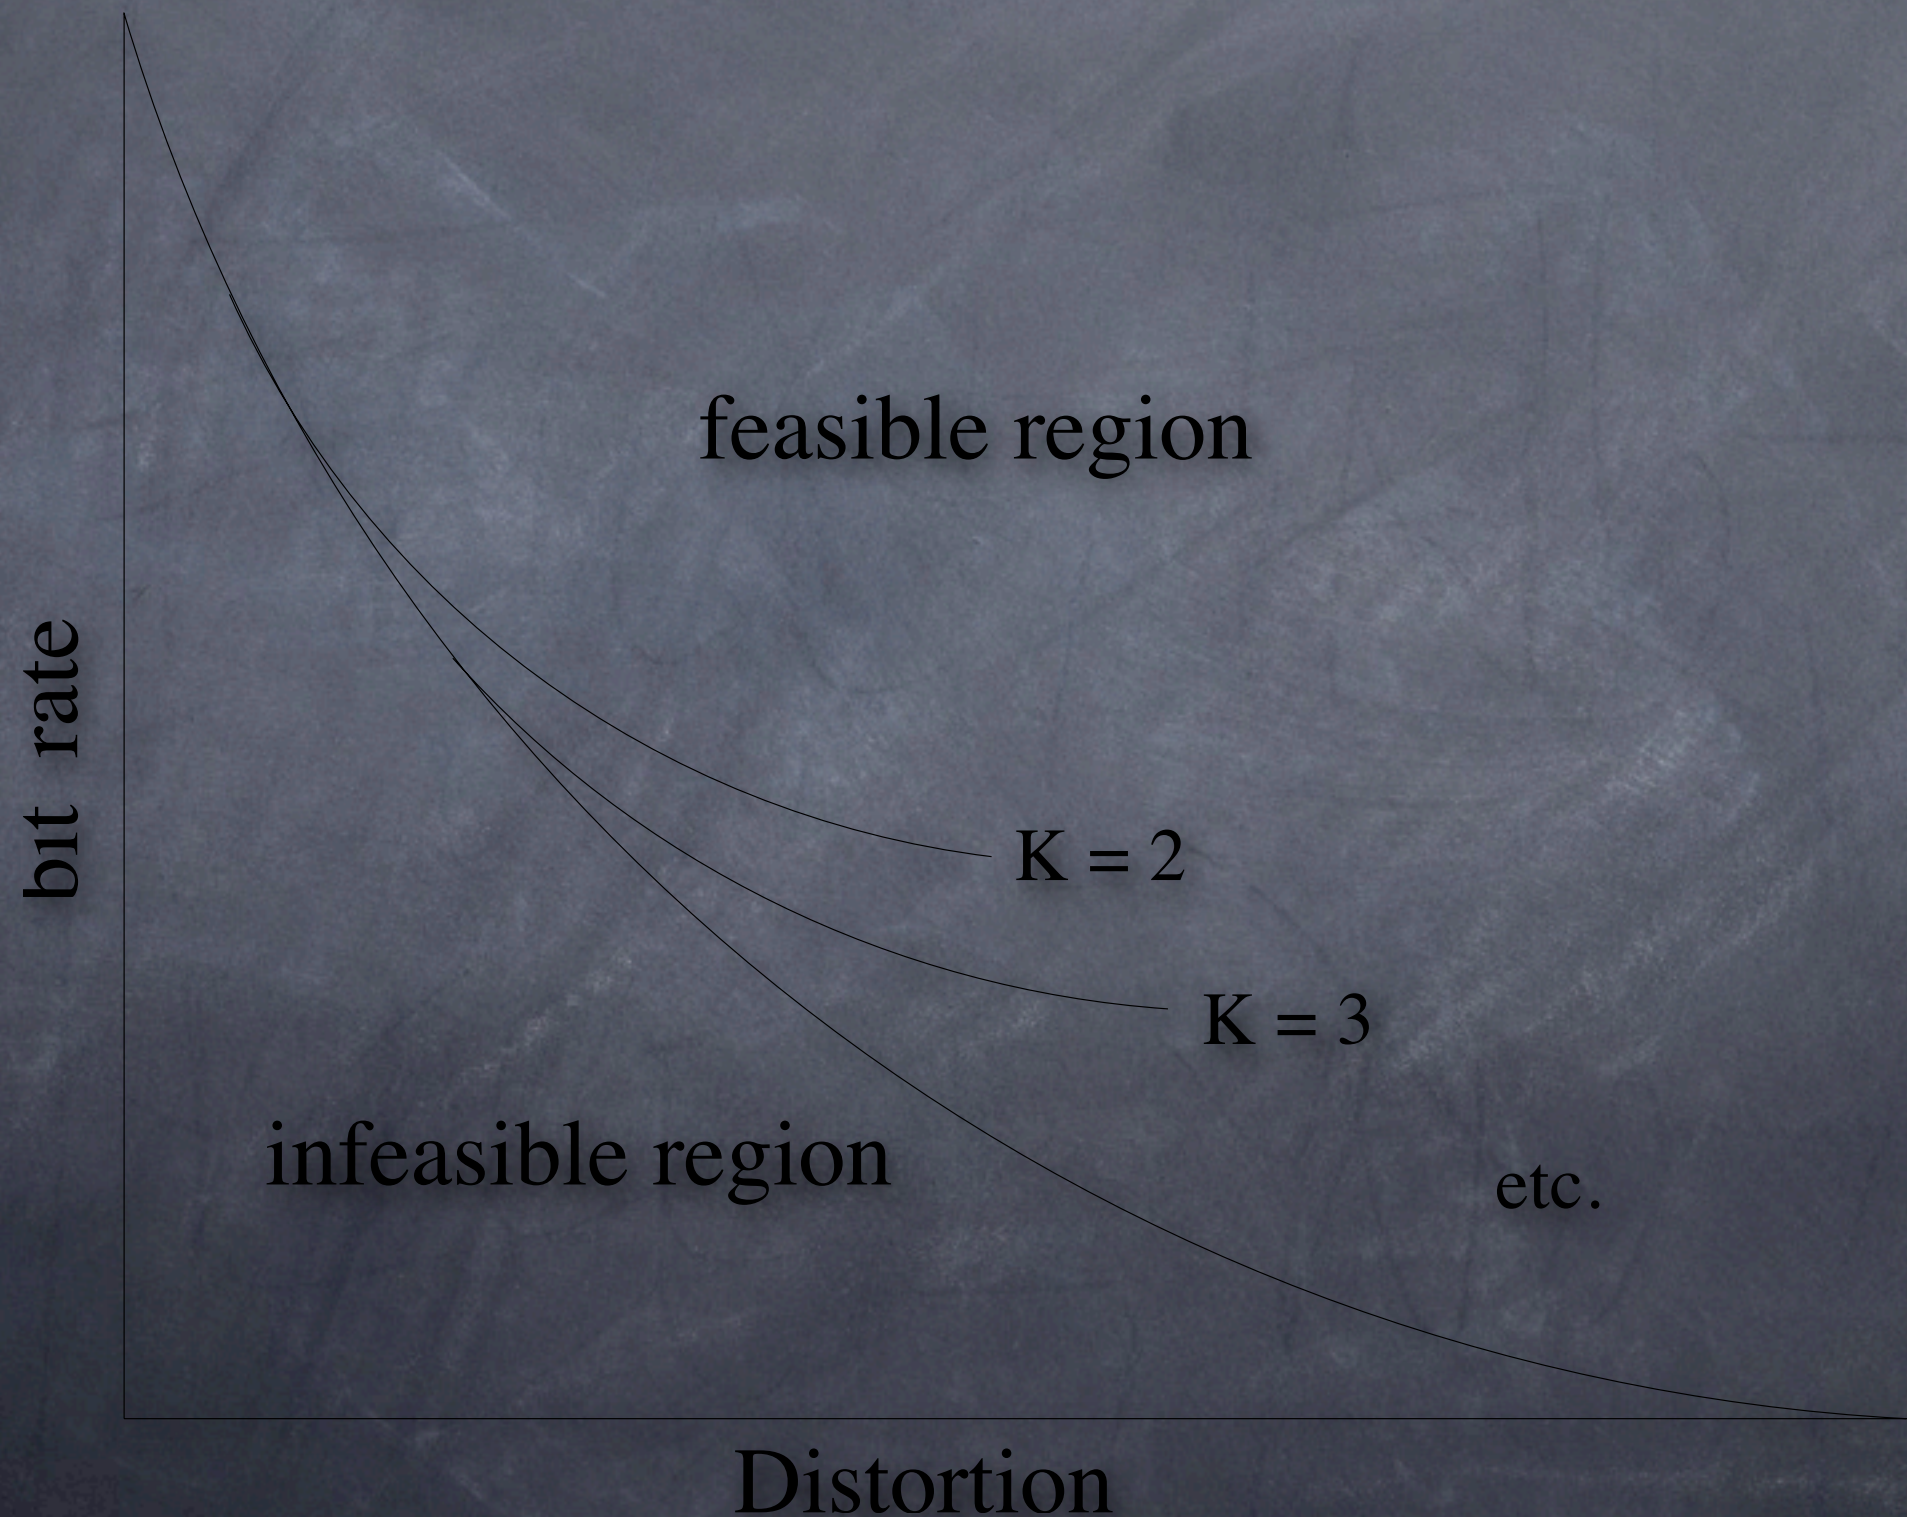 feasible region
bit rate
K = 2
K = 3
infeasible region
etc.
Distortion